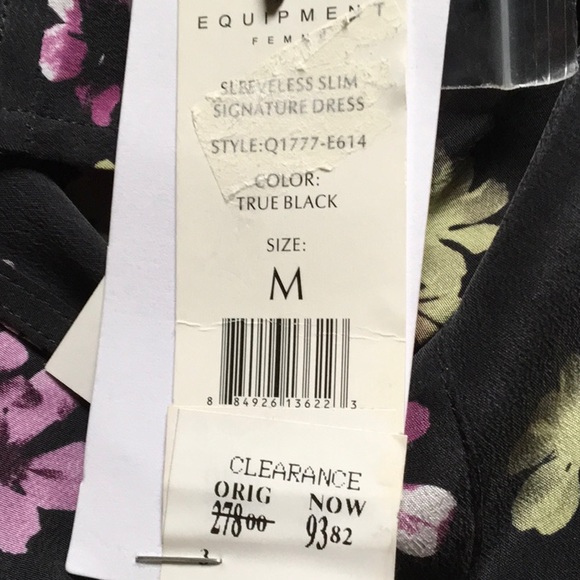 EQUIPMENT
SLEEVELESS SLIM
SIGNATURE DRESS
STYLE:Q1777-E614
COLOR:
TRUE BLACK
SIZE:
M
8 84926 13622 3
CLEARANCE
ORIG NOW
278.00 93.82
3